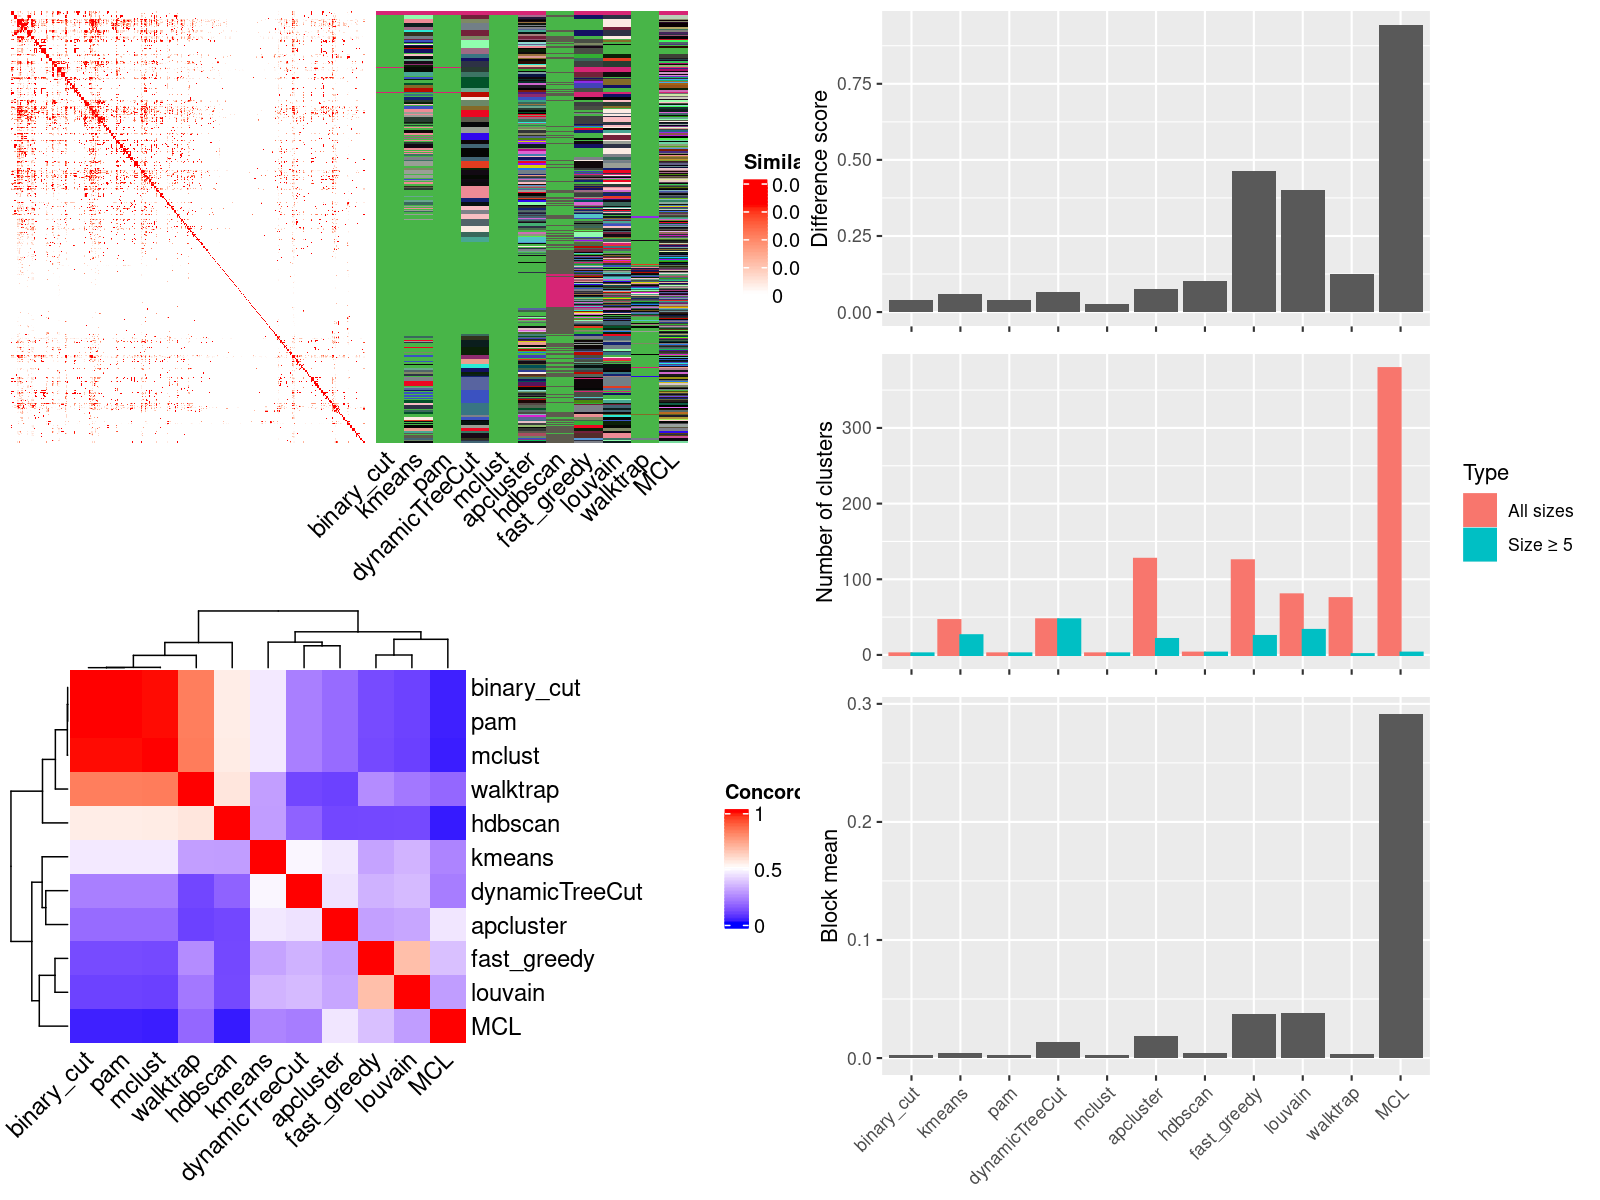 Simila
0.0
0.0
0.0
0.0
0
binary_cut
kmeans
pam
dynamicTreeCut
mclust
apcluster
hdbscan
fast_greedy
louvain
walktrap
MCL
Difference score
0.75
0.50
0.25
0.00
Number of clusters
300
200
100
0
Type
All sizes
Size ≥ 5
Block mean
0.3
0.2
0.1
0.0
binary_cut
kmeans
pam
dynamicTreeCut
mclust
apcluster
hdbscan
fast_greedy
louvain
walktrap
MCL
binary_cut
pam
mclust
walktrap
hdbscan
kmeans
dynamicTreeCut
apcluster
fast_greedy
louvain
MCL
binary_cut
pam
mclust
walktrap
hdbscan
kmeans
dynamicTreeCut
apcluster
fast_greedy
louvain
MCL
Concord
1
0.5
0